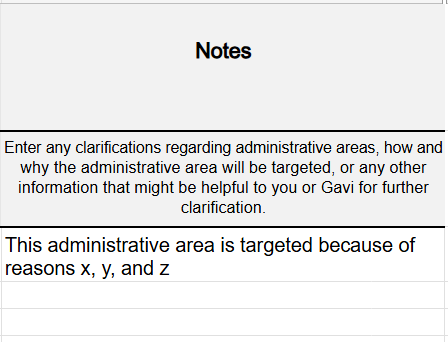 Notes
Enter any clarifications regarding administrative areas, how and
why the administrative area will be targeted, or any other
information that might be helpful to you or Gavi for further
clarification.
This administrative area is targeted because of
reasons x, y, and z